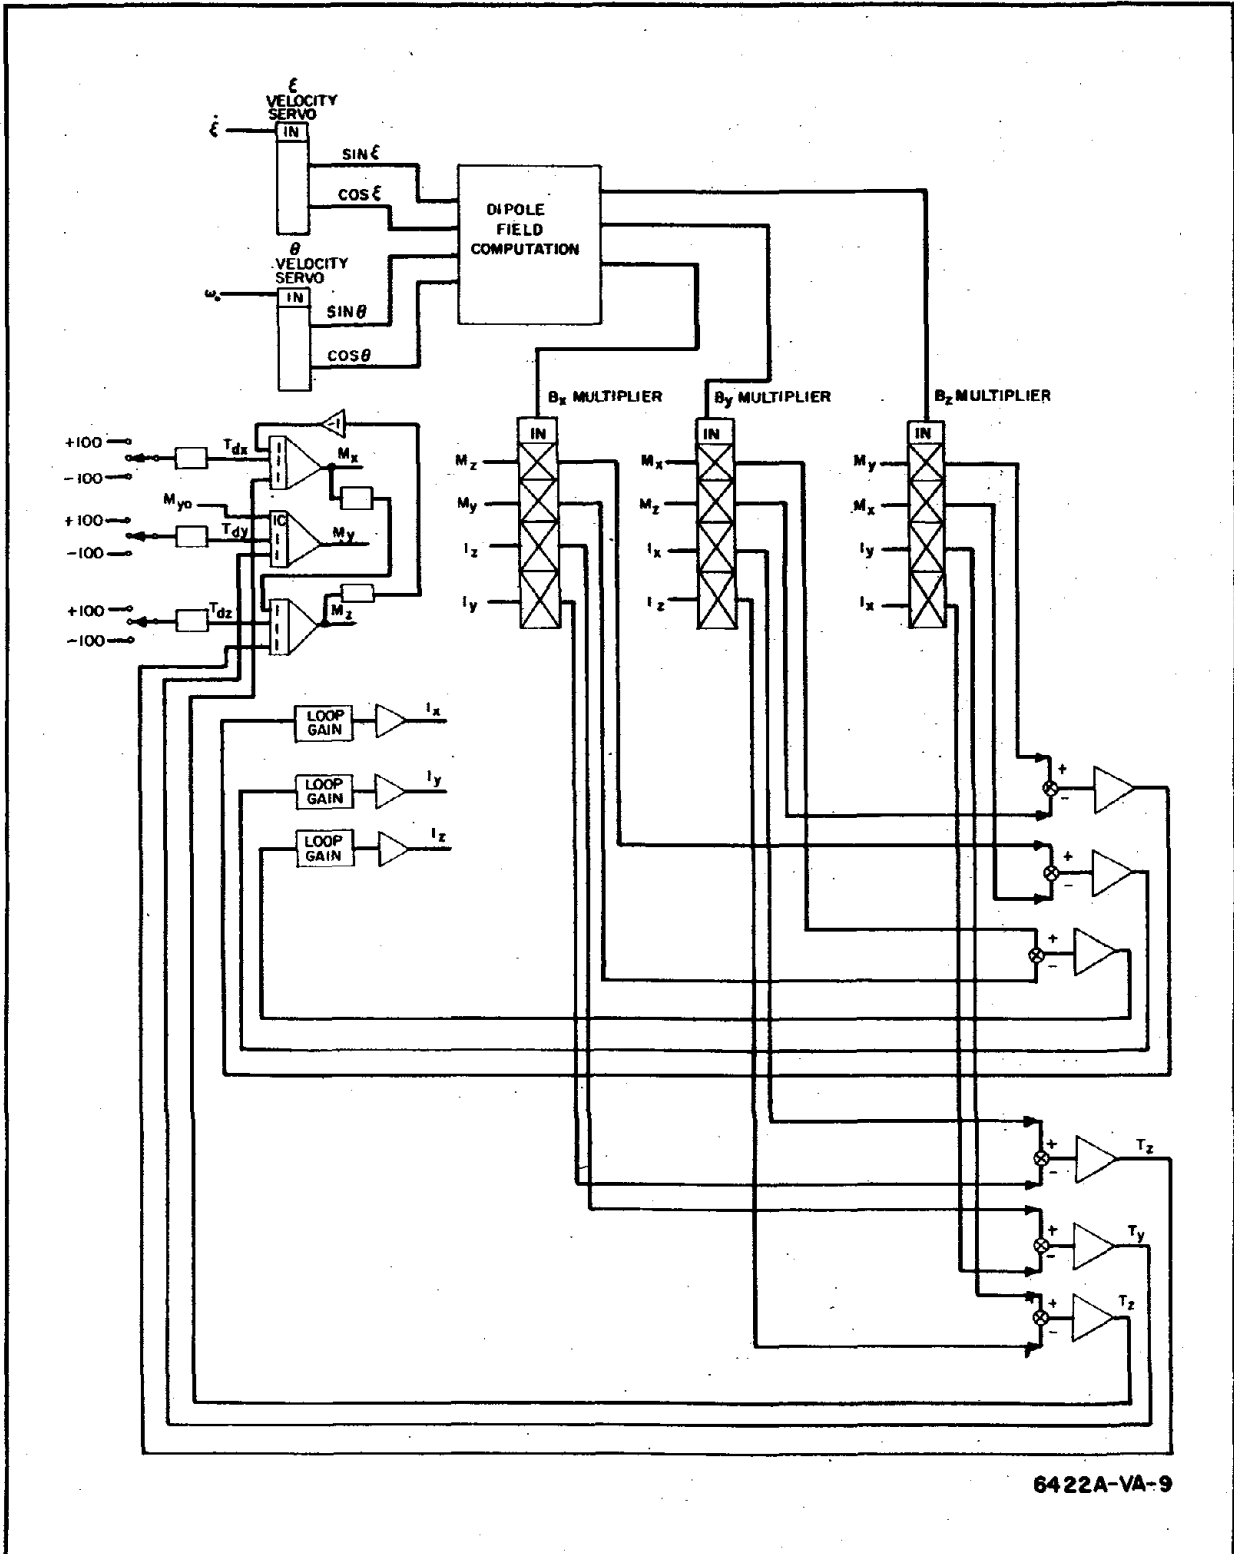 ξ
VELOCITY
SERVO
ξ̇
IN
SIN ξ
COS ξ
θ
VELOCITY
SERVO
ω₀
IN
SIN θ
COS θ
DIPOLE
FIELD
COMPUTATION
Bx MULTIPLIER
By MULTIPLIER
Bz MULTIPLIER
IN
IN
IN
Mz
My
Iz
Iy
Mx
Mz
Ix
Iz
My
Mx
Iy
Ix
+100
-100
Tdx
-1
Mx
Myo
+100
-100
Tdy
IC
My
+100
-100
Tdz
Mz
LOOP
GAIN
Ix
LOOP
GAIN
Iy
LOOP
GAIN
Iz
+
-
+
-
+
-
+
-
Tz
+
-
Ty
+
-
Tz
6422A-VA-9